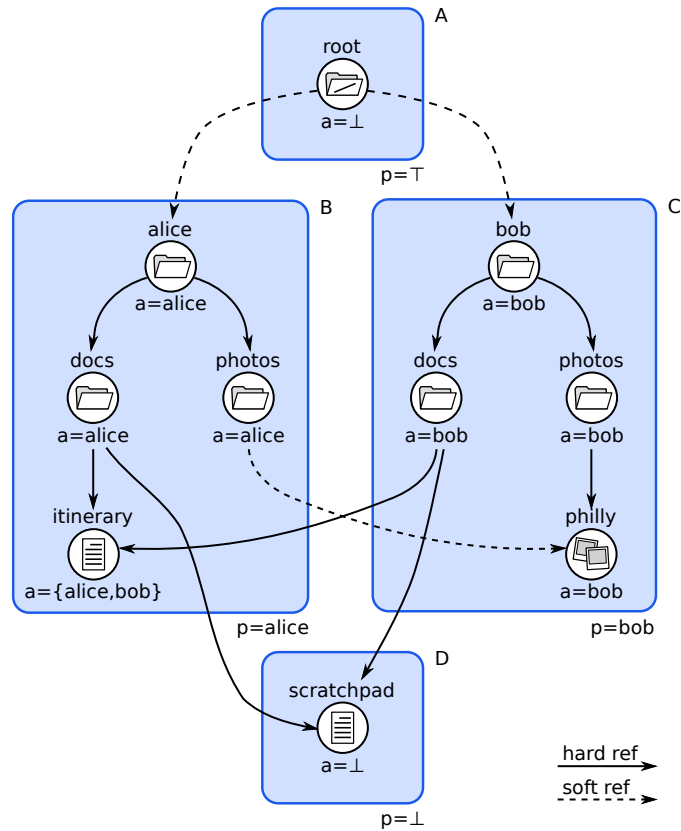 A
root
a=⊥
p=⊤
B
C
alice
bob
a=alice
a=bob
docs
photos
docs
photos
a=alice
a=alice
a=bob
a=bob
itinerary
philly
a={alice,bob}
a=bob
p=alice
p=bob
D
scratchpad
a=⊥
hard ref
soft ref
p=⊥